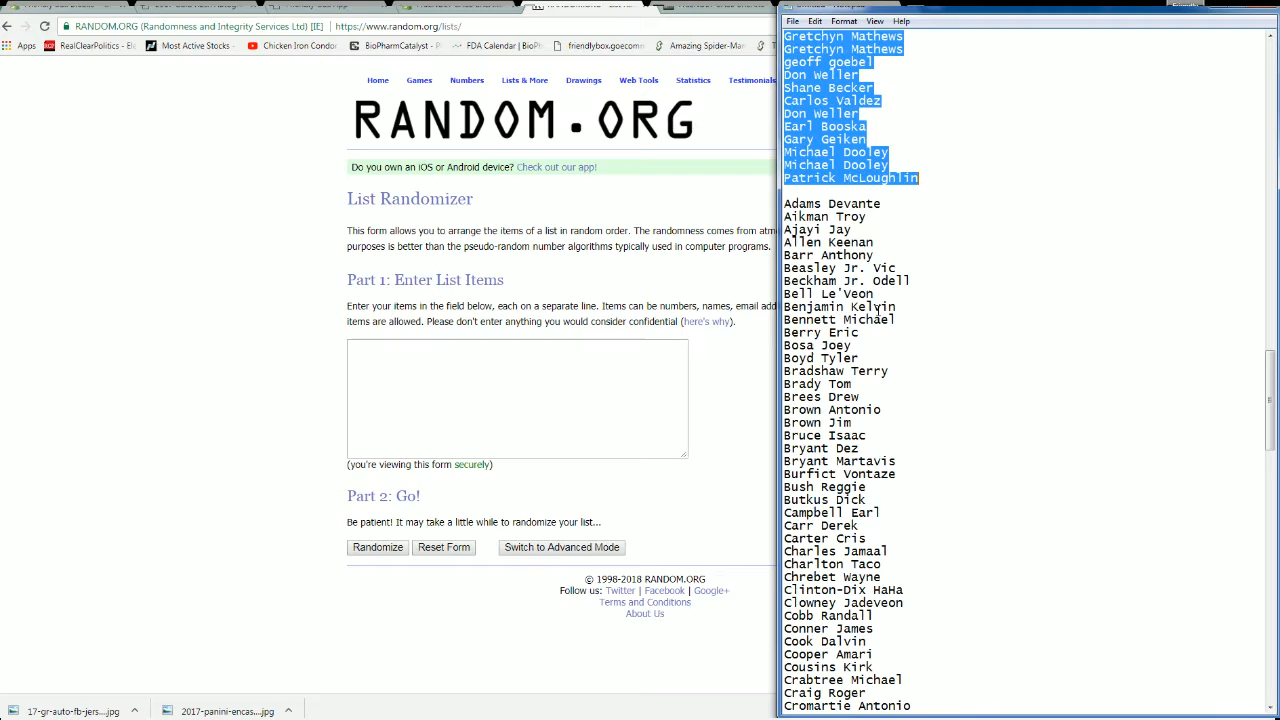 RANDOM.ORG (Randomness and Integrity Services Ltd) [IE]
https://www.random.org/lists/
Apps
RealClearPolitics - El
Most Active Stocks
Chicken Iron Condor
BioPharmCatalyst
FDA Calendar
friendlybox.goecomm
Amazing Spider-Man
Home
Games
Numbers
Lists & More
Drawings
Web Tools
Statistics
Testimonials
RANDOM.ORG
Do you own an iOS or Android device? Check out our app!
List Randomizer
This form allows you to arrange the items of a list in random order. The randomness comes from atm
purposes is better than the pseudo-random number algorithms typically used in computer programs.
Part 1: Enter List Items
Enter your items in the field below, each on a separate line. Items can be numbers, names, email add
items are allowed. Please don't enter anything you would consider confidential (here's why).
(you're viewing this form securely)
Part 2: Go!
Be patient! It may take a little while to randomize your list...
Randomize
Reset Form
Switch to Advanced Mode
© 1998-2018 RANDOM.ORG
Follow us: Twitter | Facebook | Google+
Terms and Conditions
About Us
17-gr-auto-fb-jers....jpg
2017-panini-encas....jpg
File
Edit
Format
View
Help
Gretchyn Mathews
Gretchyn Mathews
geoff goebel
Don Weller
Shane Becker
Carlos Valdez
Don Weller
Earl Booska
Gary Geiken
Michael Dooley
Michael Dooley
Patrick McLoughlin
Adams Devante
Aikman Troy
Ajayi Jay
Allen Keenan
Barr Anthony
Beasley Jr. Vic
Beckham Jr. Odell
Bell Le'Veon
Benjamin Kelvin
Bennett Michael
Berry Eric
Bosa Joey
Boyd Tyler
Bradshaw Terry
Brady Tom
Brees Drew
Brown Antonio
Brown Jim
Bruce Isaac
Bryant Dez
Bryant Martavis
Burfict Vontaze
Bush Reggie
Butkus Dick
Campbell Earl
Carr Derek
Carter Cris
Charles Jamaal
Charlton Taco
Chrebet Wayne
Clinton-Dix HaHa
Clowney Jadeveon
Cobb Randall
Conner James
Cook Dalvin
Cooper Amari
Cousins Kirk
Crabtree Michael
Craig Roger
Cromartie Antonio